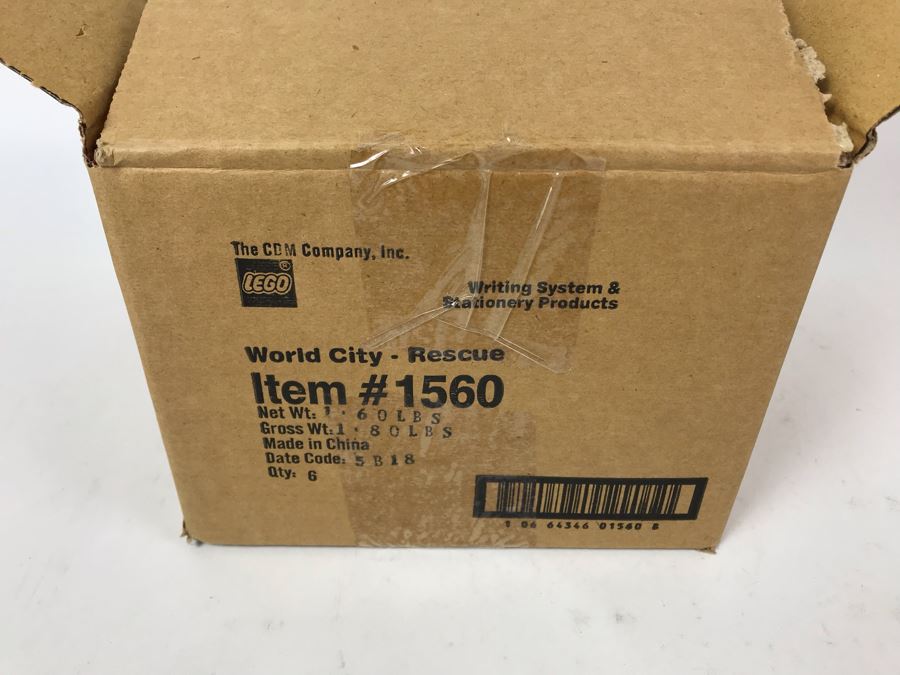 The CDM Company, Inc.
LEGO®
Writing System &
Stationery Products
World City - Rescue
Item #1560
Net Wt: 1.60LBS
Gross Wt: 1.80LBS
Made in China
Date Code: 5B18
Qty: 6
1 06 64346 01560 8